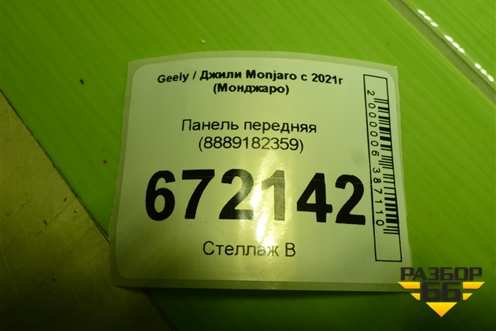 Geely / Джили Monjaro с 2021г
(Монджаро)
Панель передняя
(8889182359)
672142
Стеллаж В
2000006387110
РАЗБОР
66